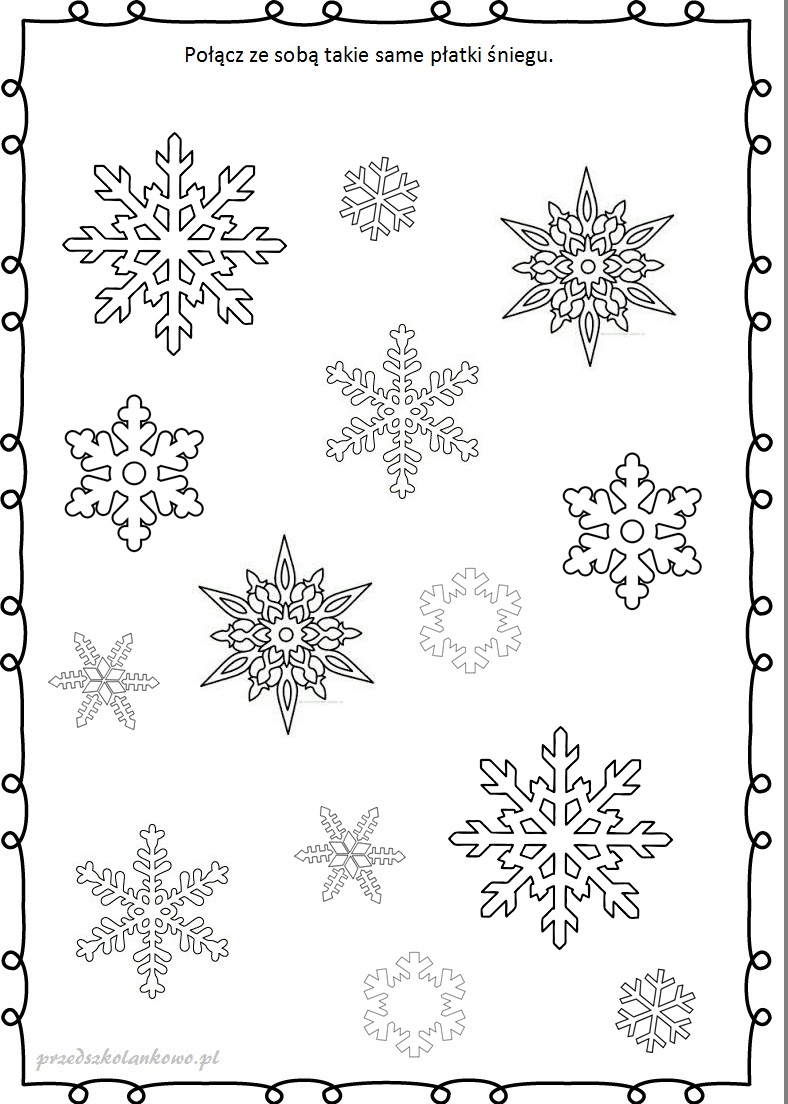 Połącz ze sobą takie same płatki śniegu.
przedszkolankowo.pl